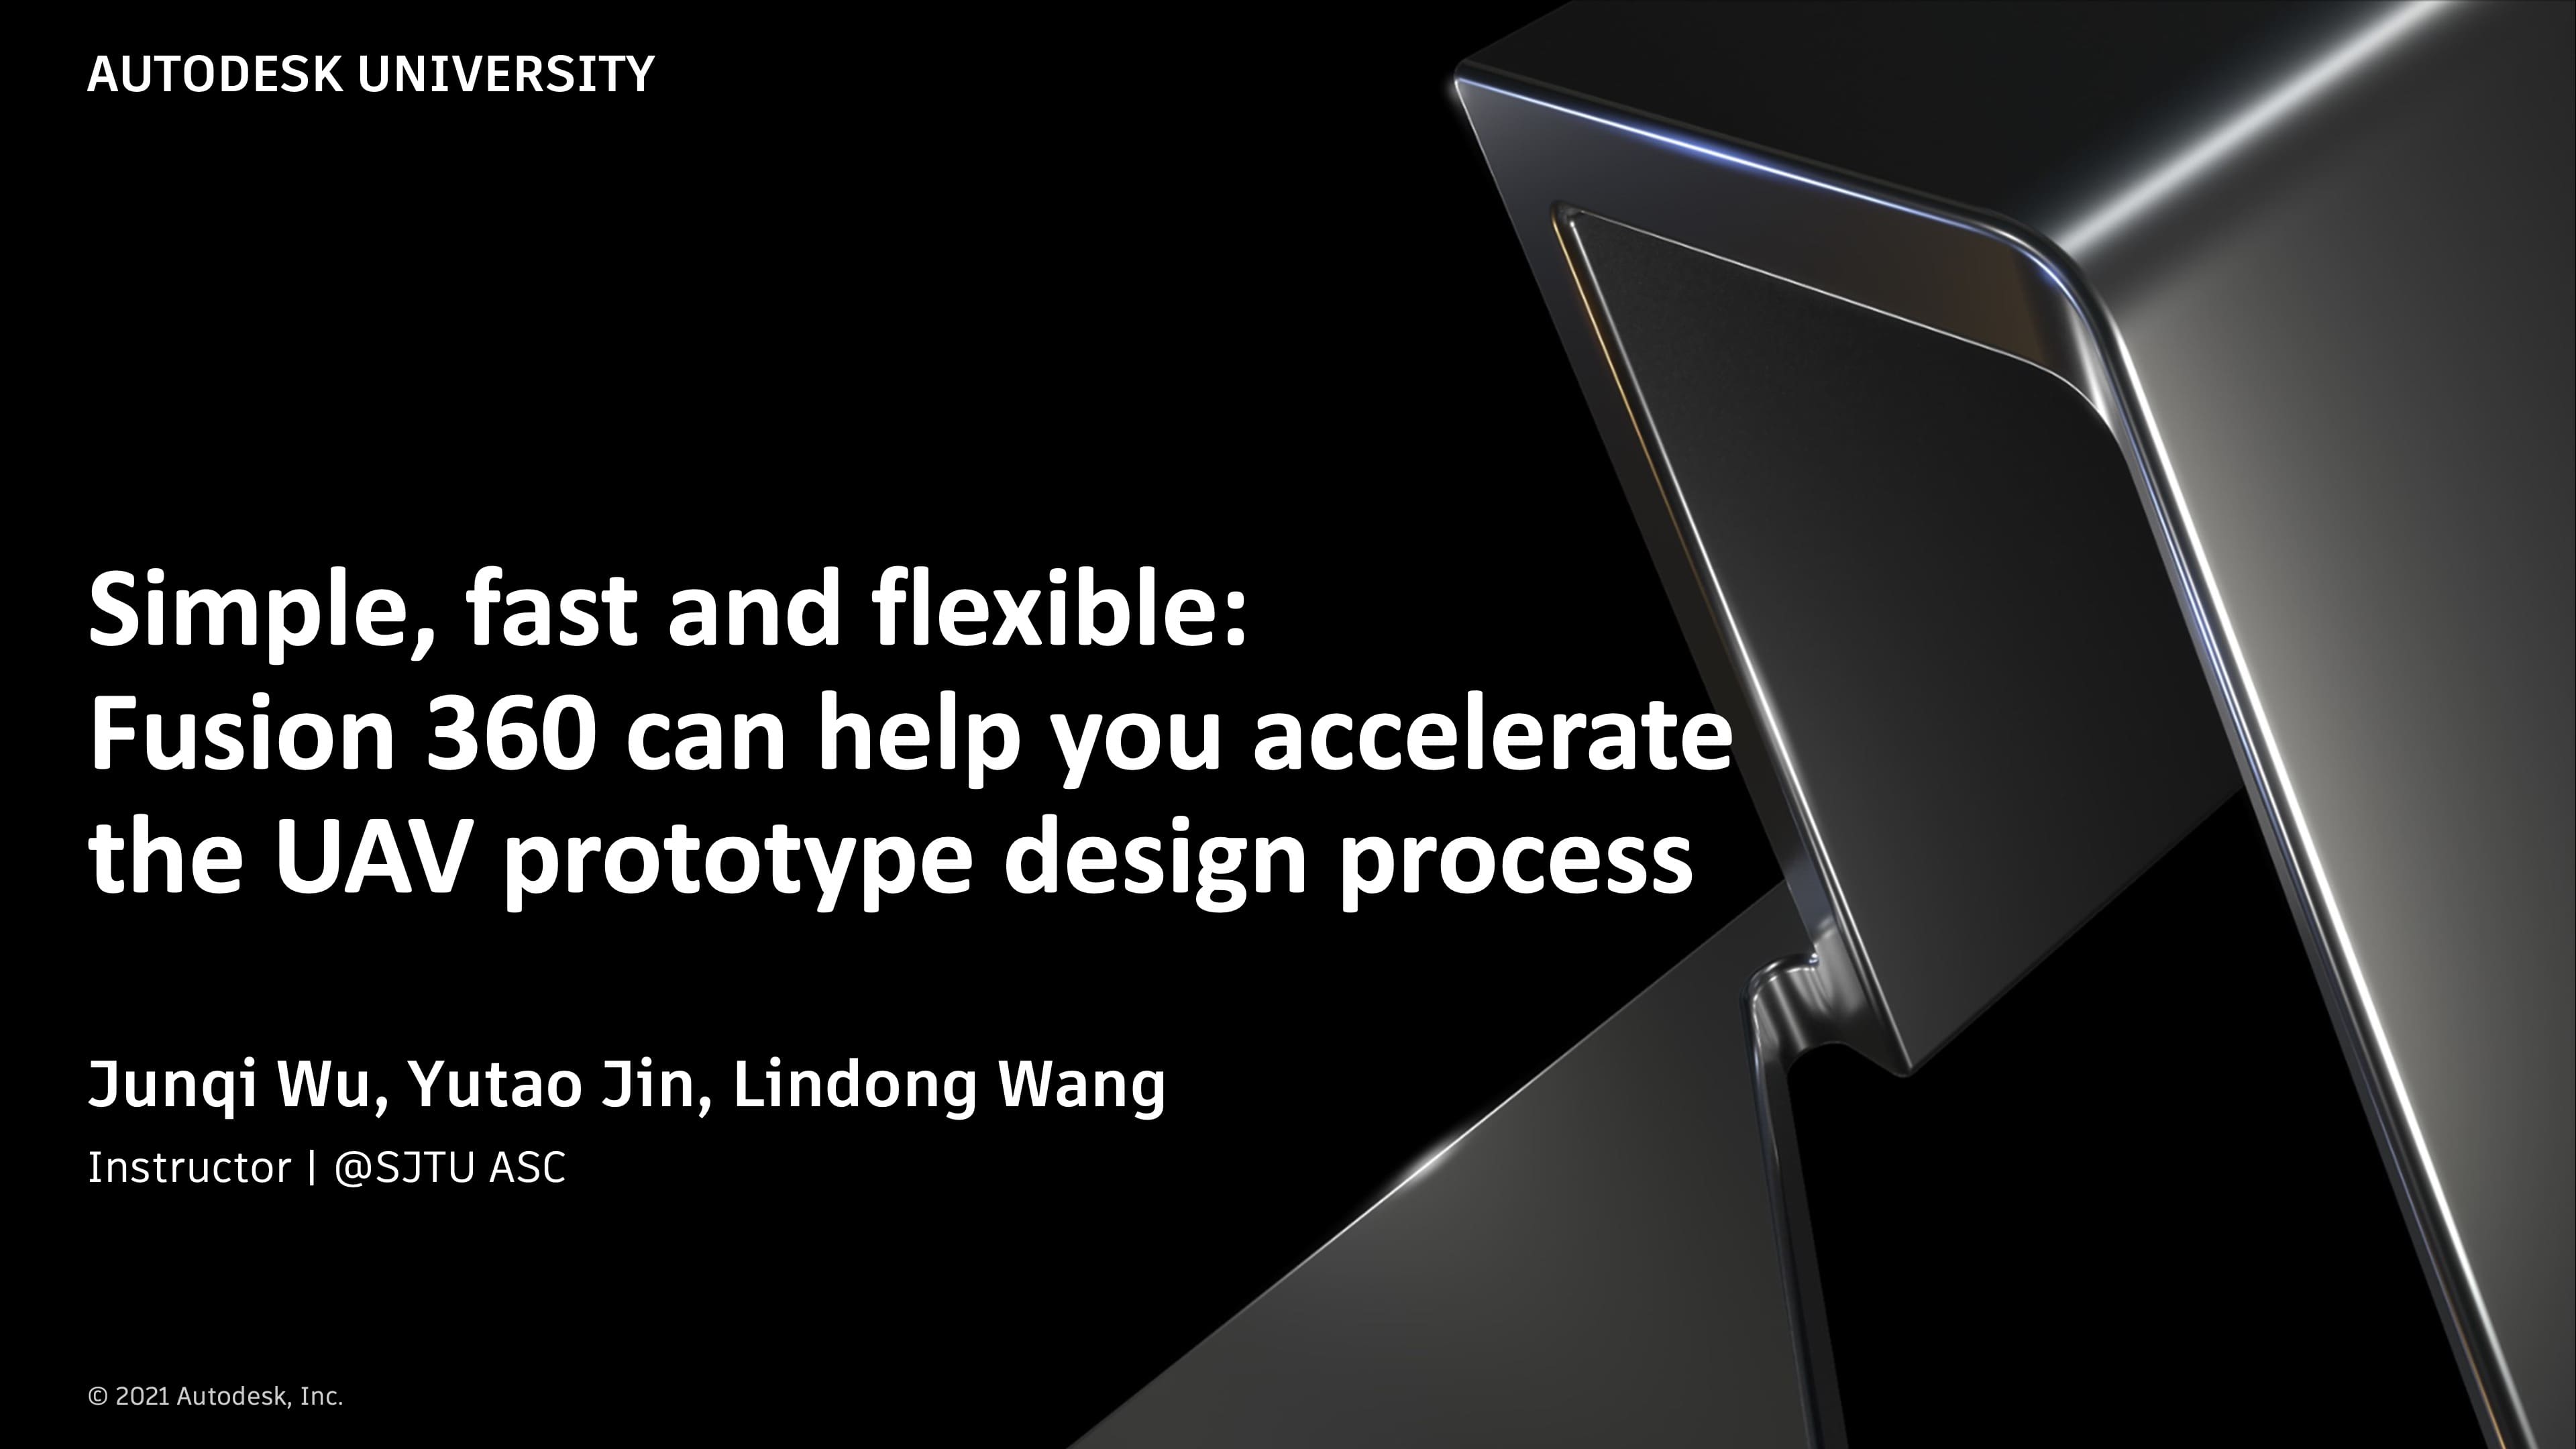 AUTODESK UNIVERSITY
Simple, fast and flexible:
Fusion 360 can help you accelerate
the UAV prototype design process
Junqi Wu, Yutao Jin, Lindong Wang
Instructor | @SJTU ASC
© 2021 Autodesk, Inc.